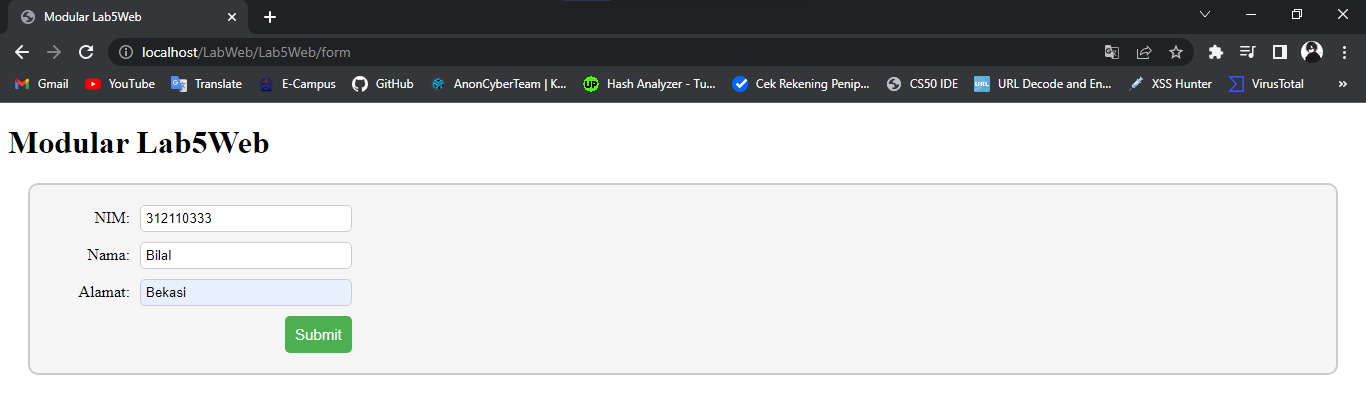 Modular Lab5Web
localhost/LabWeb/Lab5Web/form
Gmail YouTube Translate E-Campus GitHub AnonCyberTeam | K... Hash Analyzer - Tu... Cek Rekening Penip... CS50 IDE URL Decode and En... XSS Hunter VirusTotal »
Modular Lab5Web
NIM: 312110333
Nama: Bilal
Alamat: Bekasi
Submit